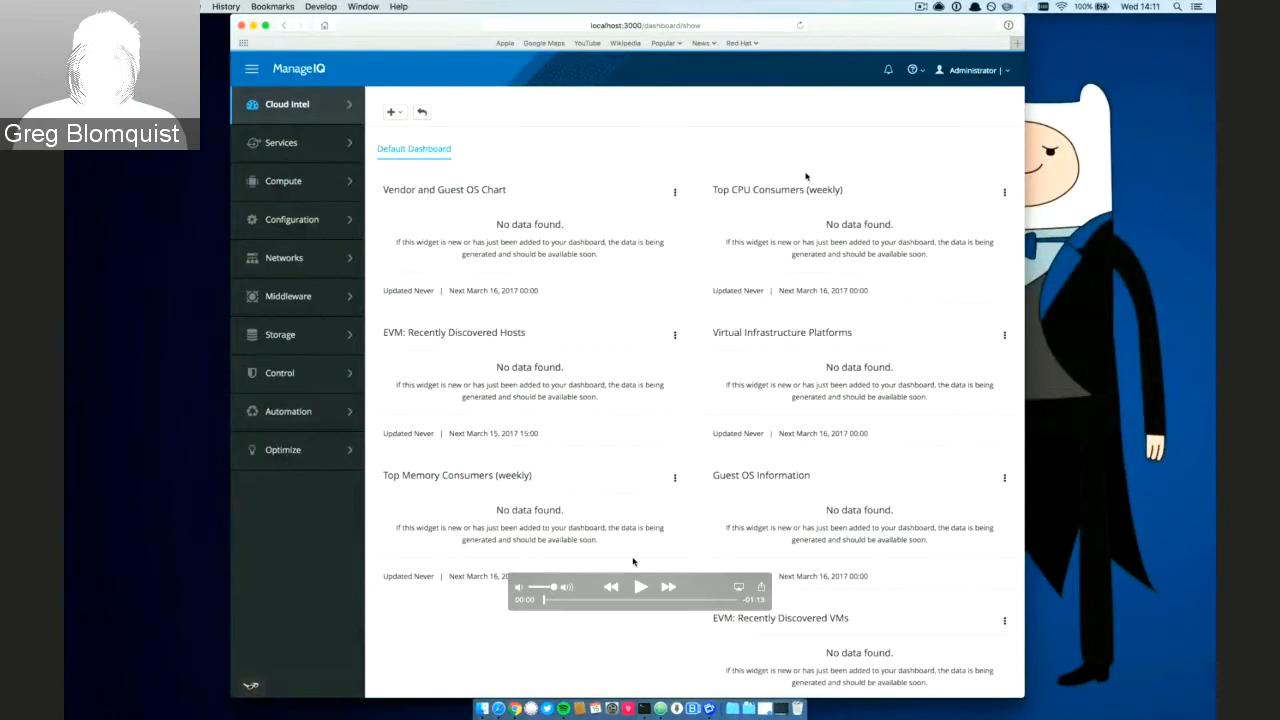 History Bookmarks Develop Window Help
100%
Wed 14:11
localhost:3000/dashboard/show
Apple Google Maps YouTube Wikipedia Popular News Red Hat
Greg Blomquist
ManageIQ
Administrator |
Cloud Intel
Services
Compute
Configuration
Networks
Middleware
Storage
Control
Automation
Optimize
Default Dashboard
Vendor and Guest OS Chart
No data found.
If this widget is new or has just been added to your dashboard, the data is being
generated and should be available soon.
Updated Never | Next March 16, 2017 00:00
Top CPU Consumers (weekly)
No data found.
If this widget is new or has just been added to your dashboard, the data is being
generated and should be available soon.
Updated Never | Next March 16, 2017 00:00
EVM: Recently Discovered Hosts
No data found.
If this widget is new or has just been added to your dashboard, the data is being
generated and should be available soon.
Updated Never | Next March 15, 2017 15:00
Virtual Infrastructure Platforms
No data found.
If this widget is new or has just been added to your dashboard, the data is being
generated and should be available soon.
Updated Never | Next March 16, 2017 00:00
Top Memory Consumers (weekly)
No data found.
If this widget is new or has just been added to your dashboard, the data is being
generated and should be available soon.
Updated Never | Next March 16, 20
Guest OS Information
No data found.
If this widget is new or has just been added to your dashboard, the data is being
generated and should be available soon.
Next March 16, 2017 00:00
00:00
-01:13
EVM: Recently Discovered VMs
No data found.
If this widget is new or has just been added to your dashboard, the data is being
generated and should be available soon.